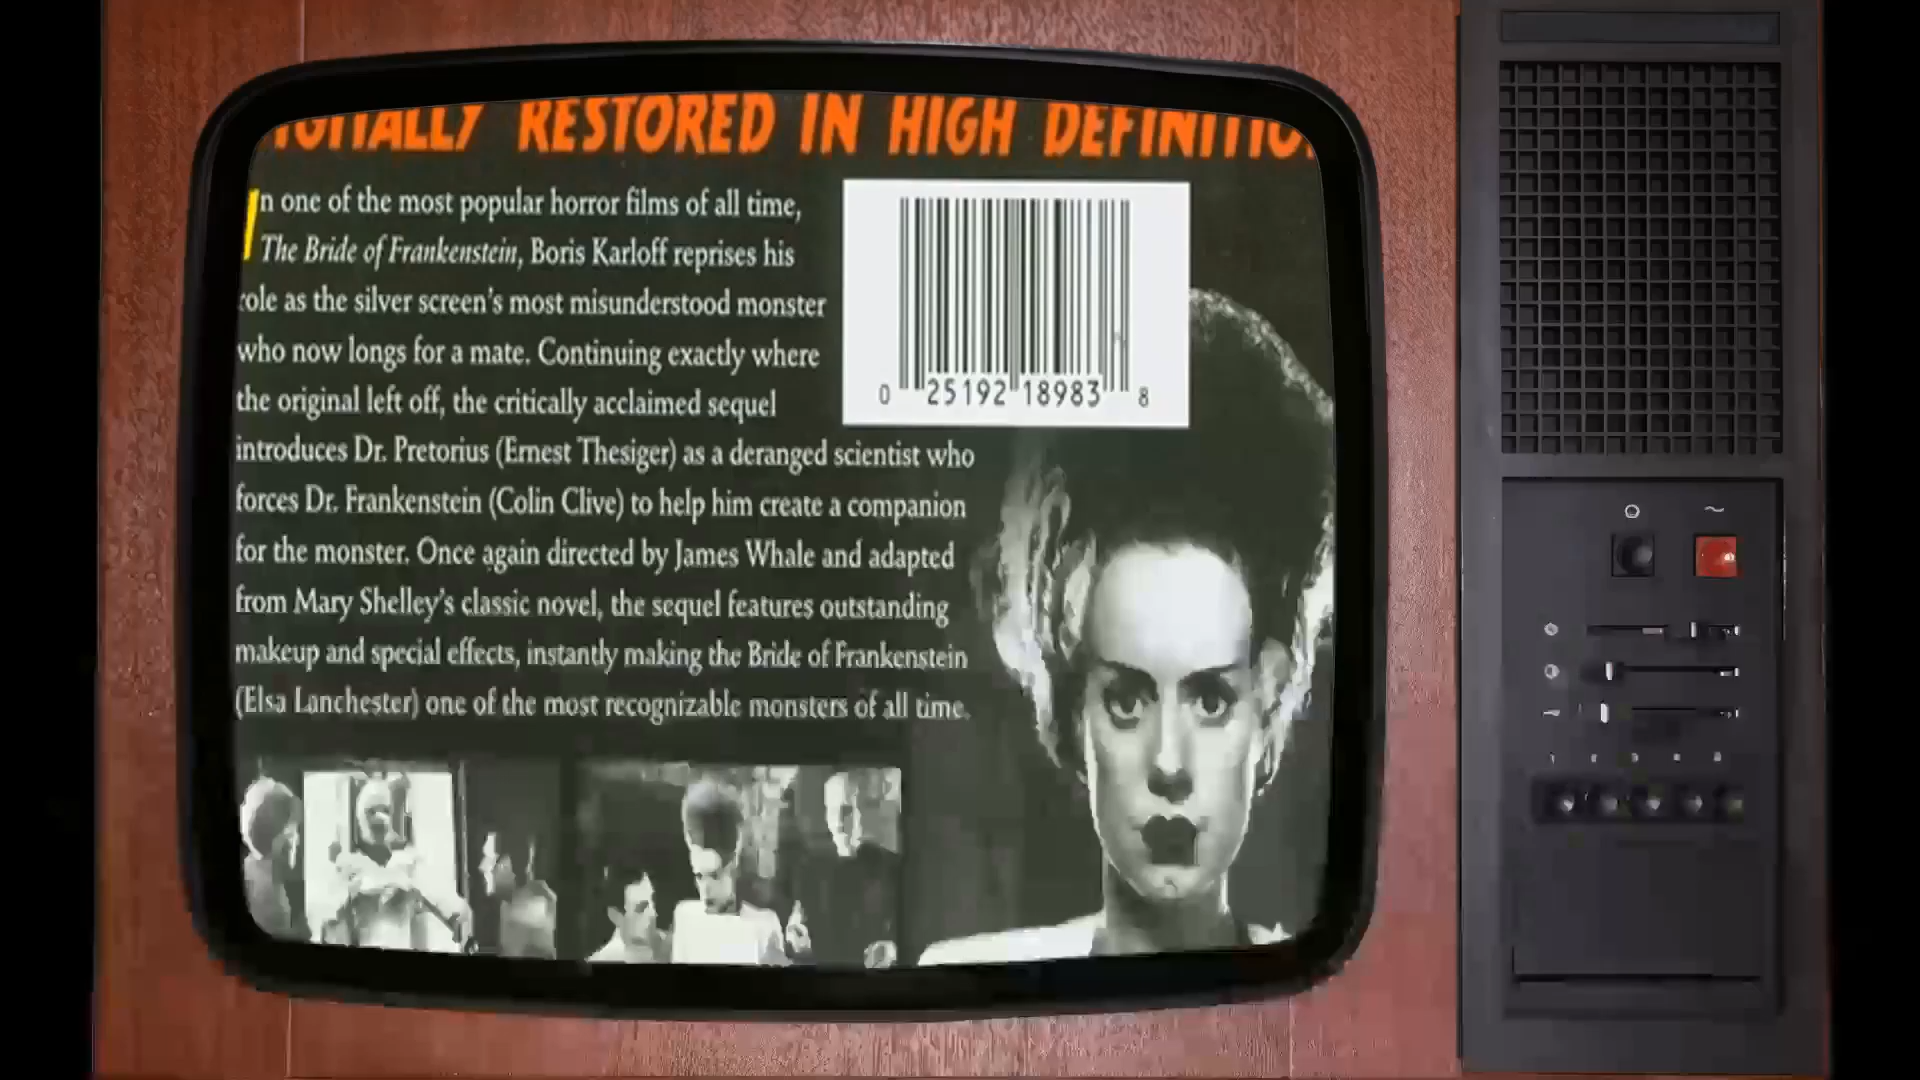 IGITALLY RESTORED IN HIGH DEFINITIO
In one of the most popular horror films of all time,
The Bride of Frankenstein, Boris Karloff reprises his
role as the silver screen's most misunderstood monster
who now longs for a mate. Continuing exactly where
the original left off, the critically acclaimed sequel
introduces Dr. Pretorius (Ernest Thesiger) as a deranged scientist who
forces Dr. Frankenstein (Colin Clive) to help him create a companion
for the monster. Once again directed by James Whale and adapted
from Mary Shelley's classic novel, the sequel features outstanding
makeup and special effects, instantly making the Bride of Frankenstein
(Elsa Lanchester) one of the most recognizable monsters of all time.
0 25192 18983 8